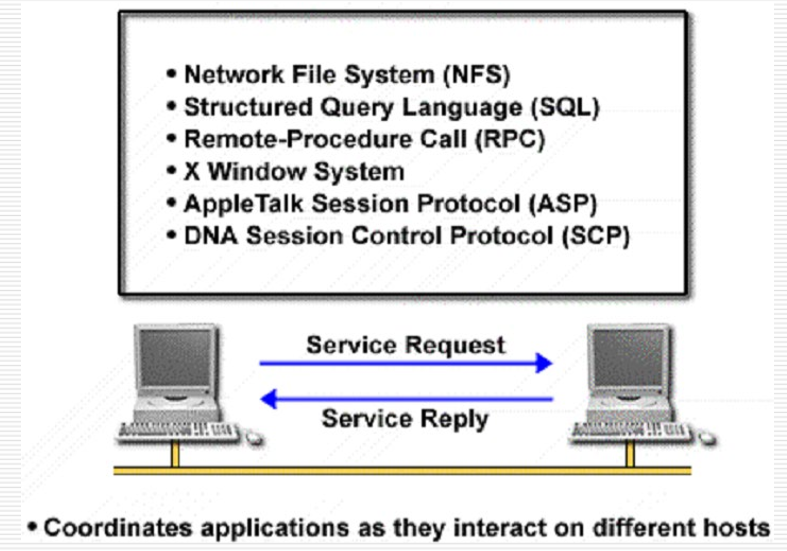 • Network File System (NFS)
• Structured Query Language (SQL)
• Remote-Procedure Call (RPC)
• X Window System
• AppleTalk Session Protocol (ASP)
• DNA Session Control Protocol (SCP)
Service Request
Service Reply
• Coordinates applications as they interact on different hosts